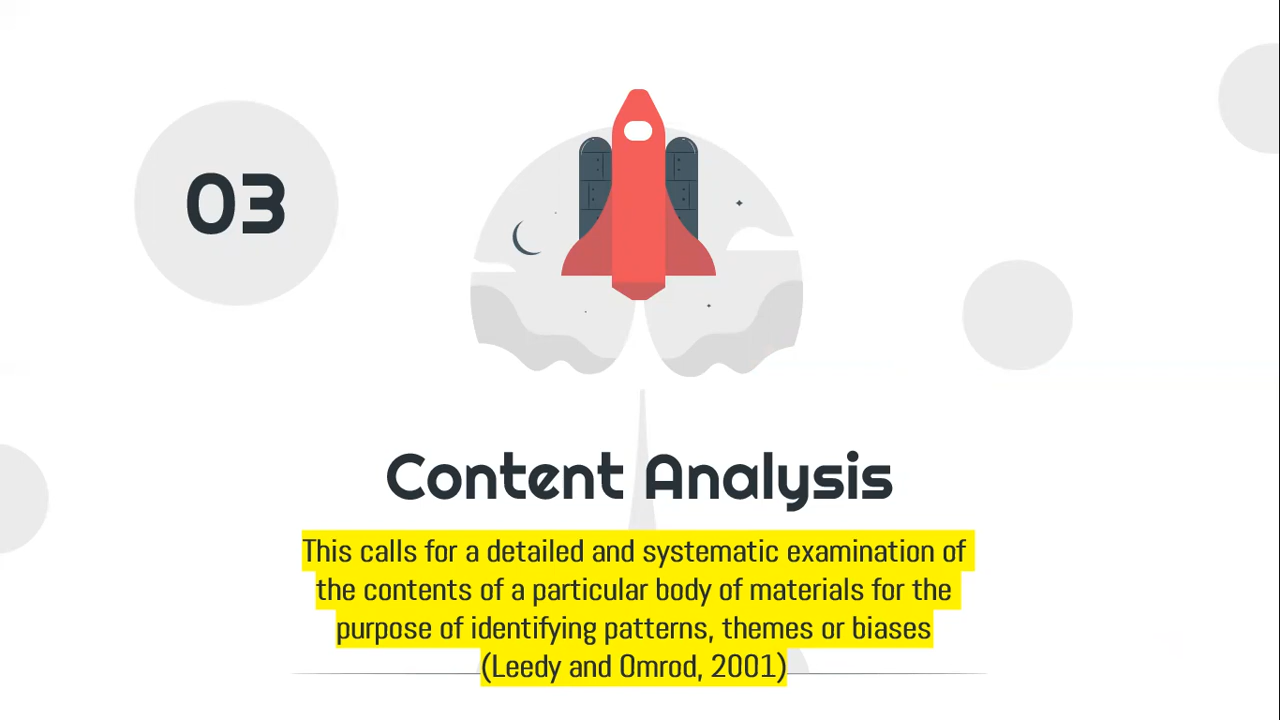 03
Content Analysis
This calls for a detailed and systematic examination of
the contents of a particular body of materials for the
purpose of identifying patterns, themes or biases
(Leedy and Omrod, 2001)